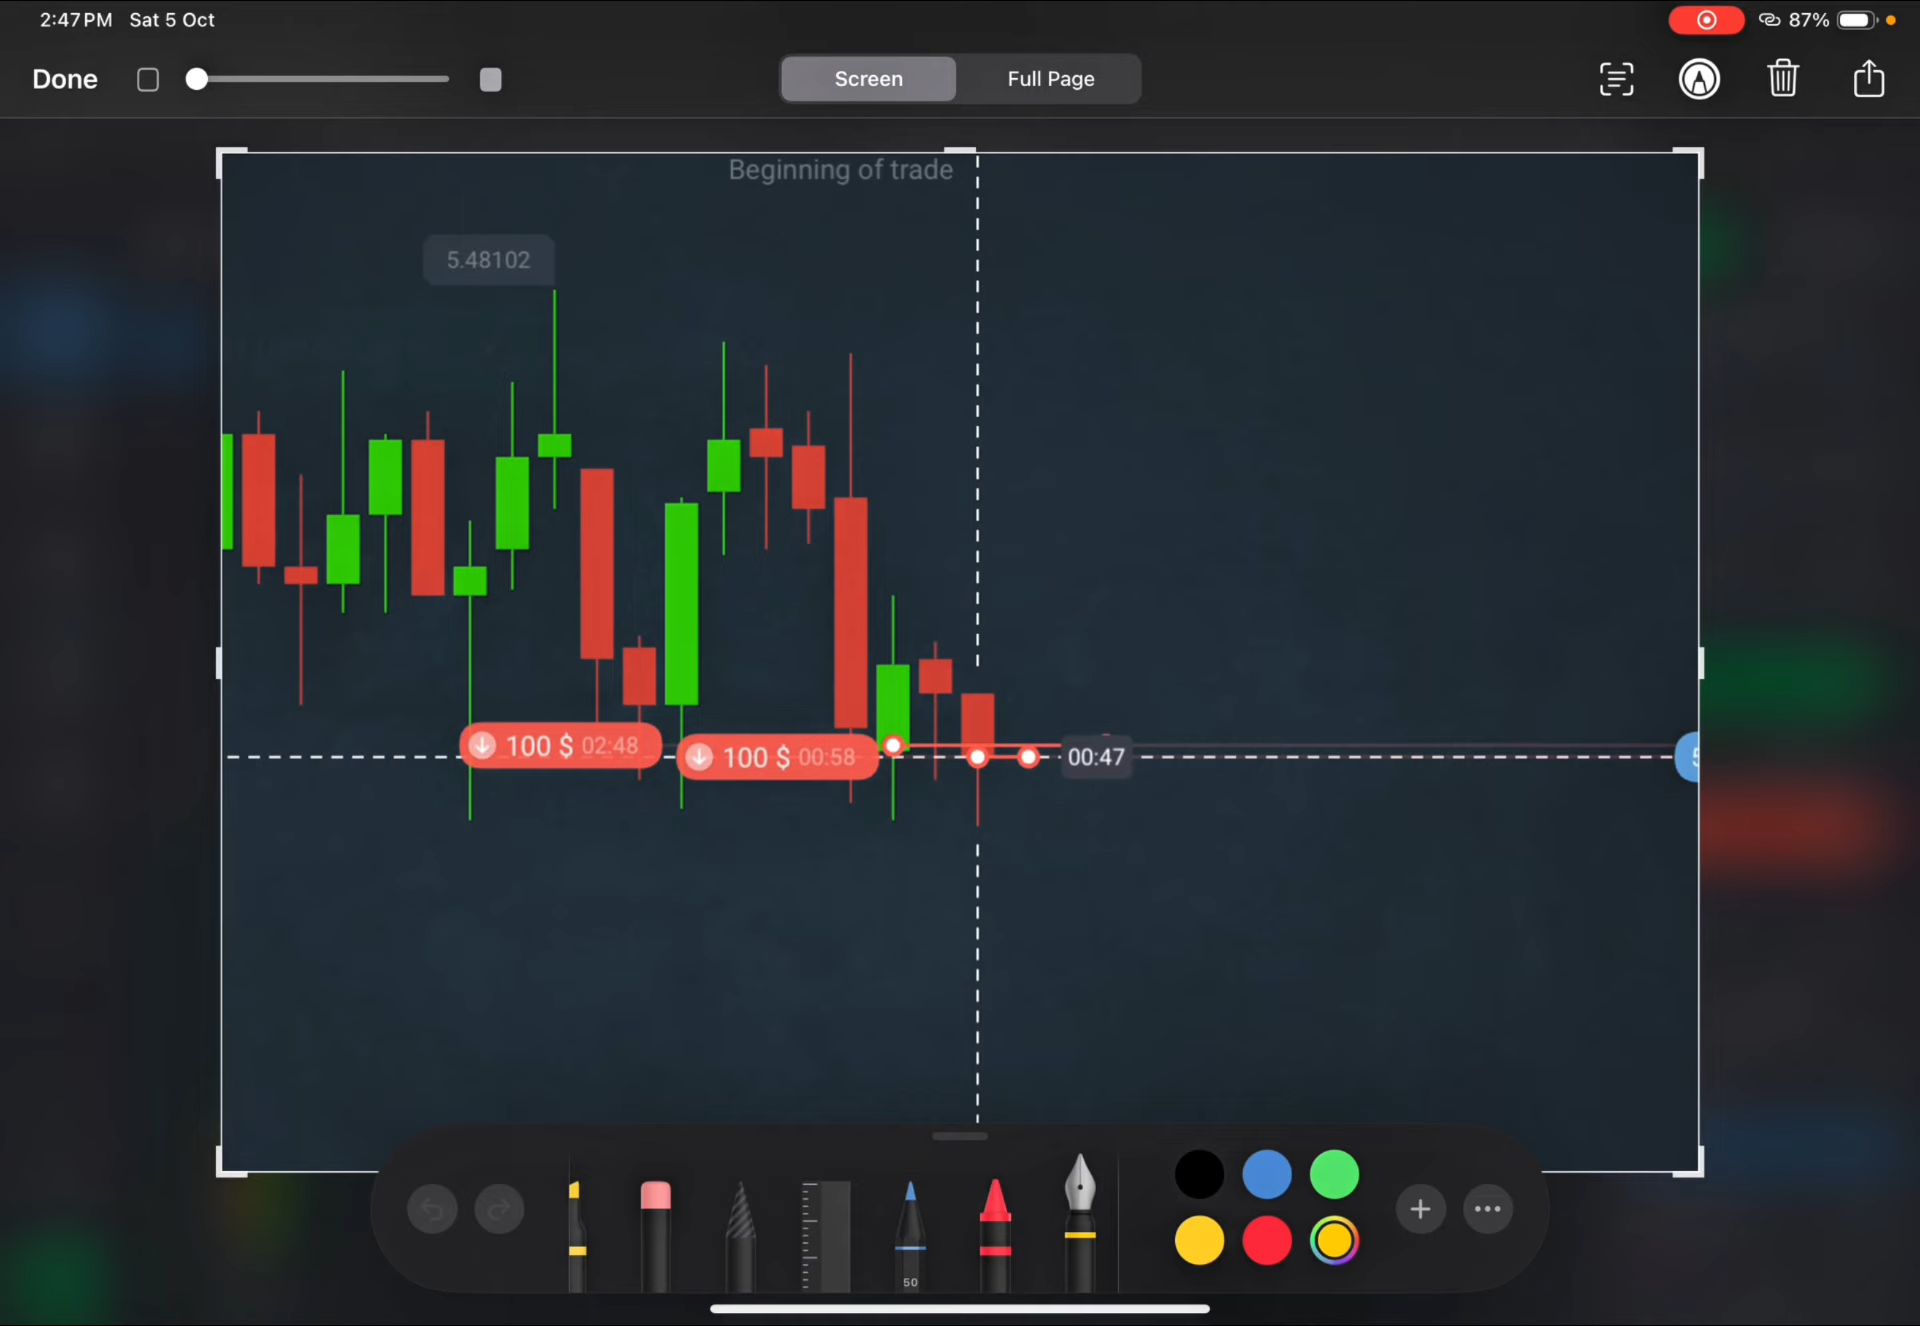 2:47 PM Sat 5 Oct
87%
Done
Screen
Full Page
Beginning of trade
5.48102
100 $ 02:48
100 $ 00:58
00:47
50